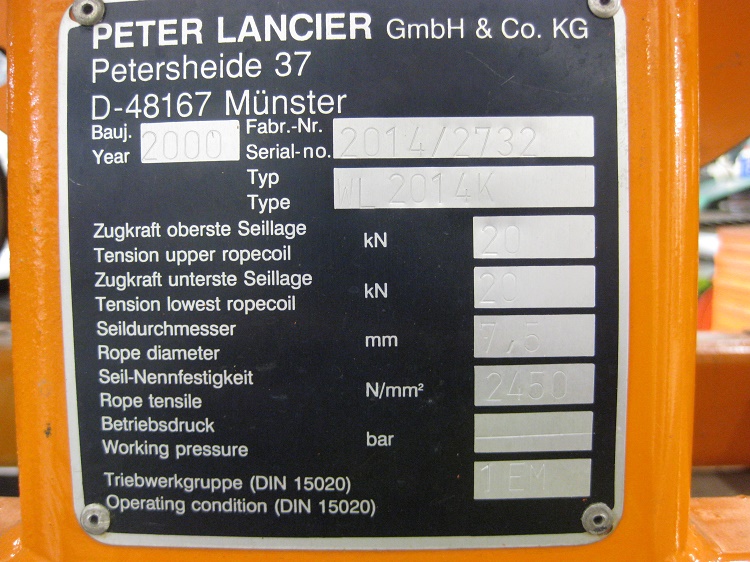 PETER LANCIER GmbH & Co. KG
Petersheide 37
D-48167 Münster
Bauj. Year 2000 Fabr.-Nr. Serial-no. 2014/2732
Typ Type WL 2014K
Zugkraft oberste Seillage
Tension upper ropecoil kN 20
Zugkraft unterste Seillage
Tension lowest ropecoil kN 20
Seildurchmesser
Rope diameter mm 7,5
Seil-Nennfestigkeit
Rope tensile N/mm² 2450
Betriebsdruck
Working pressure bar
Triebwerkgruppe (DIN 15020)
Operating condition (DIN 15020) 1 EM